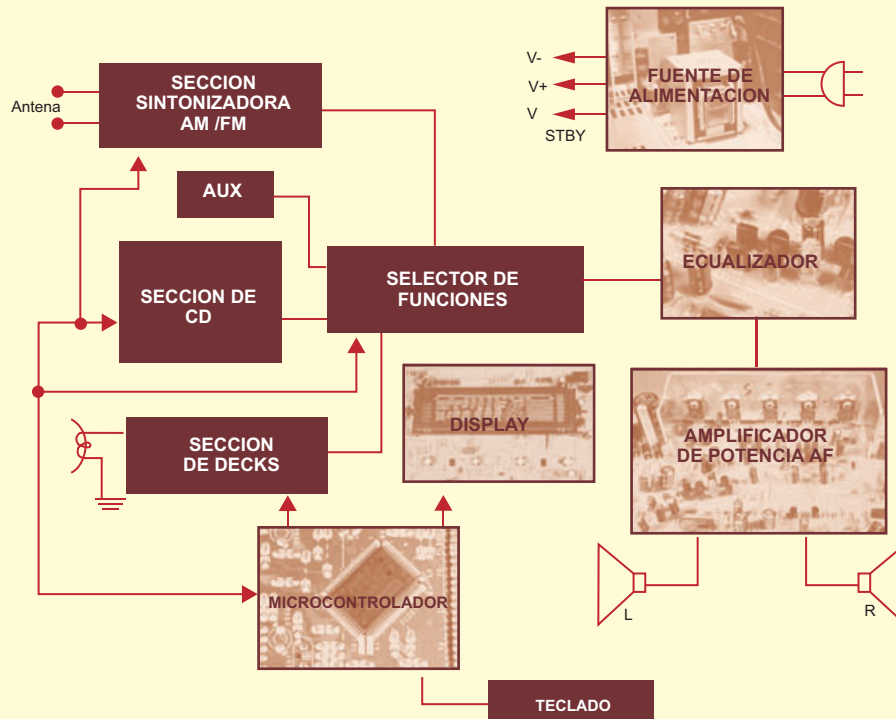 SECCION
SINTONIZADORA
AM /FM
Antena
V-
V+
V
STBY
FUENTE DE
ALIMENTACION
AUX
SECCION DE
CD
SELECTOR DE
FUNCIONES
ECUALIZADOR
DISPLAY
SECCION
DE DECKS
AMPLIFICADOR
DE POTENCIA AF
MICROCONTROLADOR
L
R
TECLADO